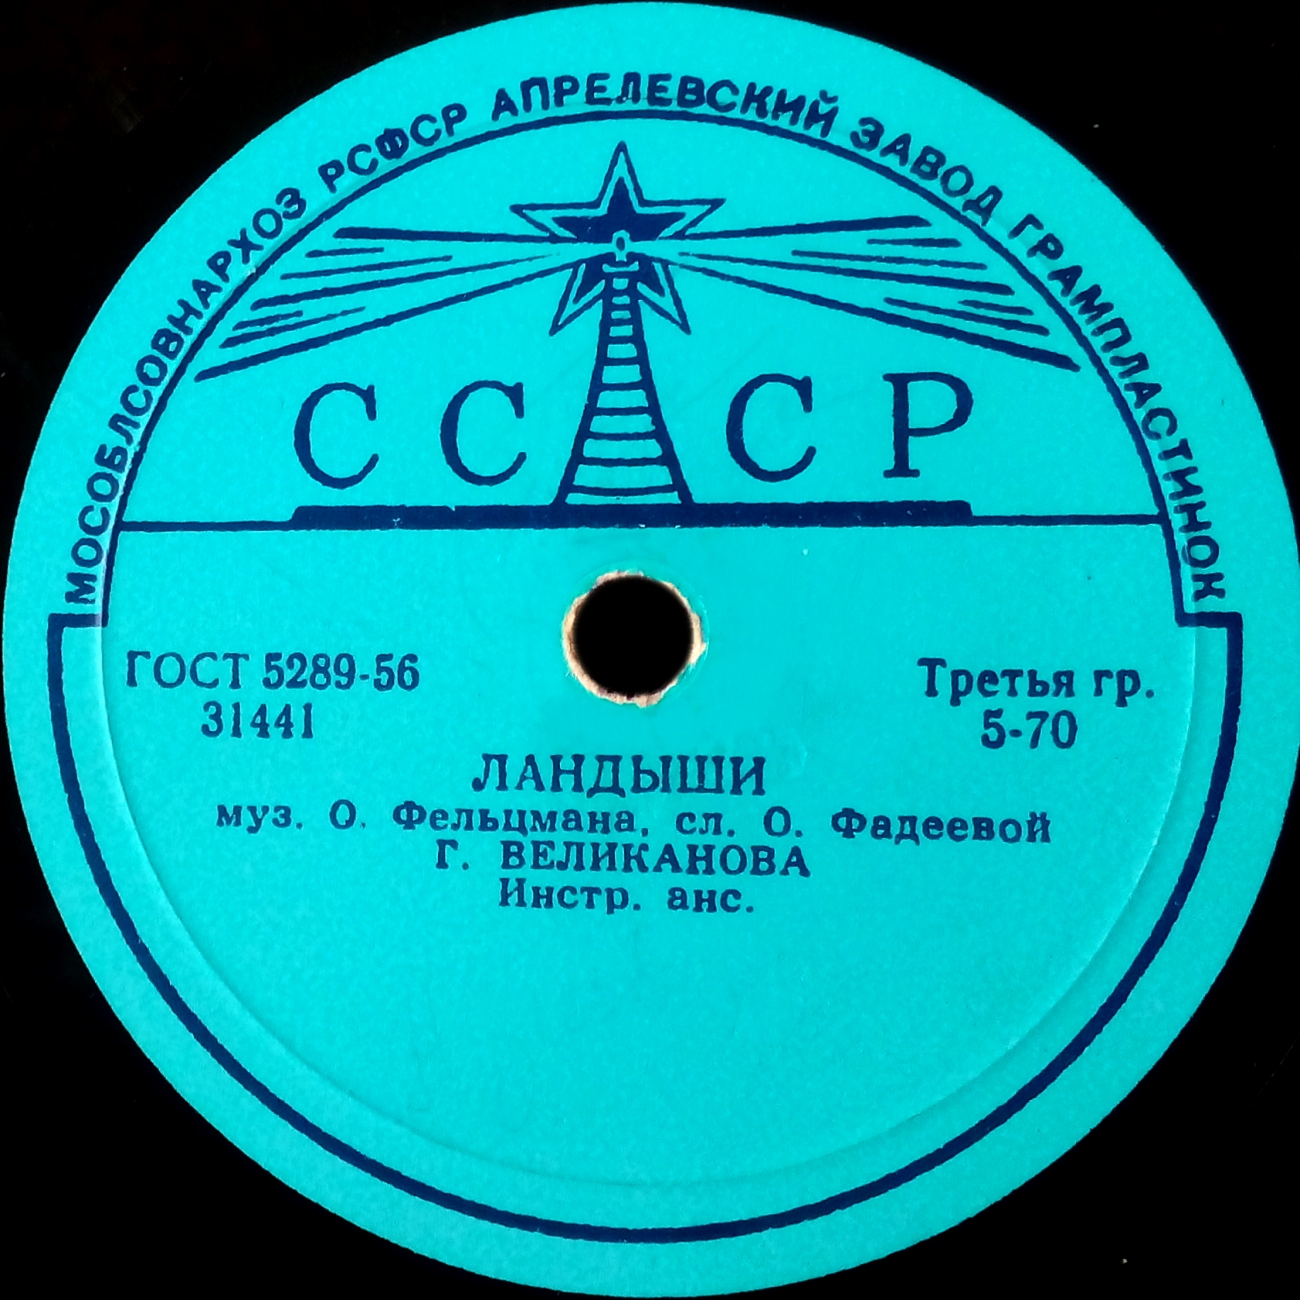 МОСОБЛСОВНАРХОЗ РСФСР АПРЕЛЕВСКИЙ ЗАВОД ГРАМПЛАСТИНОК
СССР
ГОСТ 5289-56
31441
Третья гр.
5-70
ЛАНДЫШИ
муз. О. Фельцмана, сл. О. Фадеевой
Г. ВЕЛИКАНОВА
Инстр. анс.